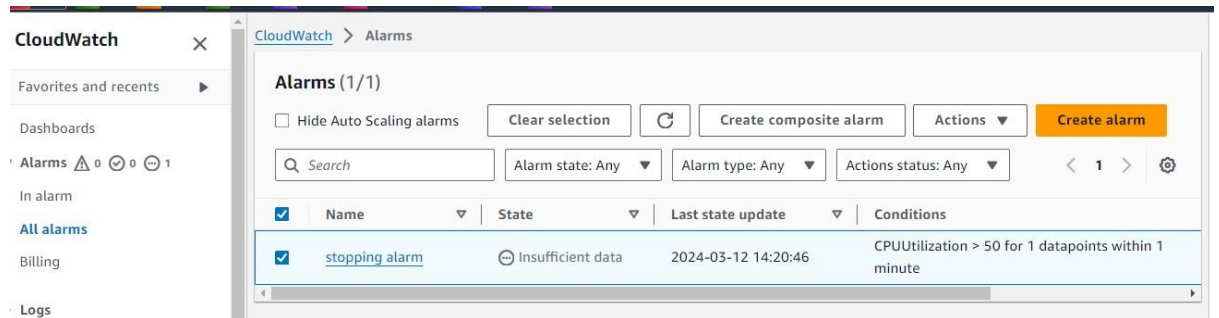 CloudWatch
Favorites and recents
Dashboards
Alarms 0 0 1
In alarm
All alarms
Billing
Logs
CloudWatch > Alarms
Alarms (1/1)
Hide Auto Scaling alarms Clear selection Create composite alarm Actions Create alarm
Search Alarm state: Any Alarm type: Any Actions status: Any < 1 >
Name State Last state update Conditions
stopping alarm Insufficient data 2024-03-12 14:20:46 CPUUtilization > 50 for 1 datapoints within 1
minute